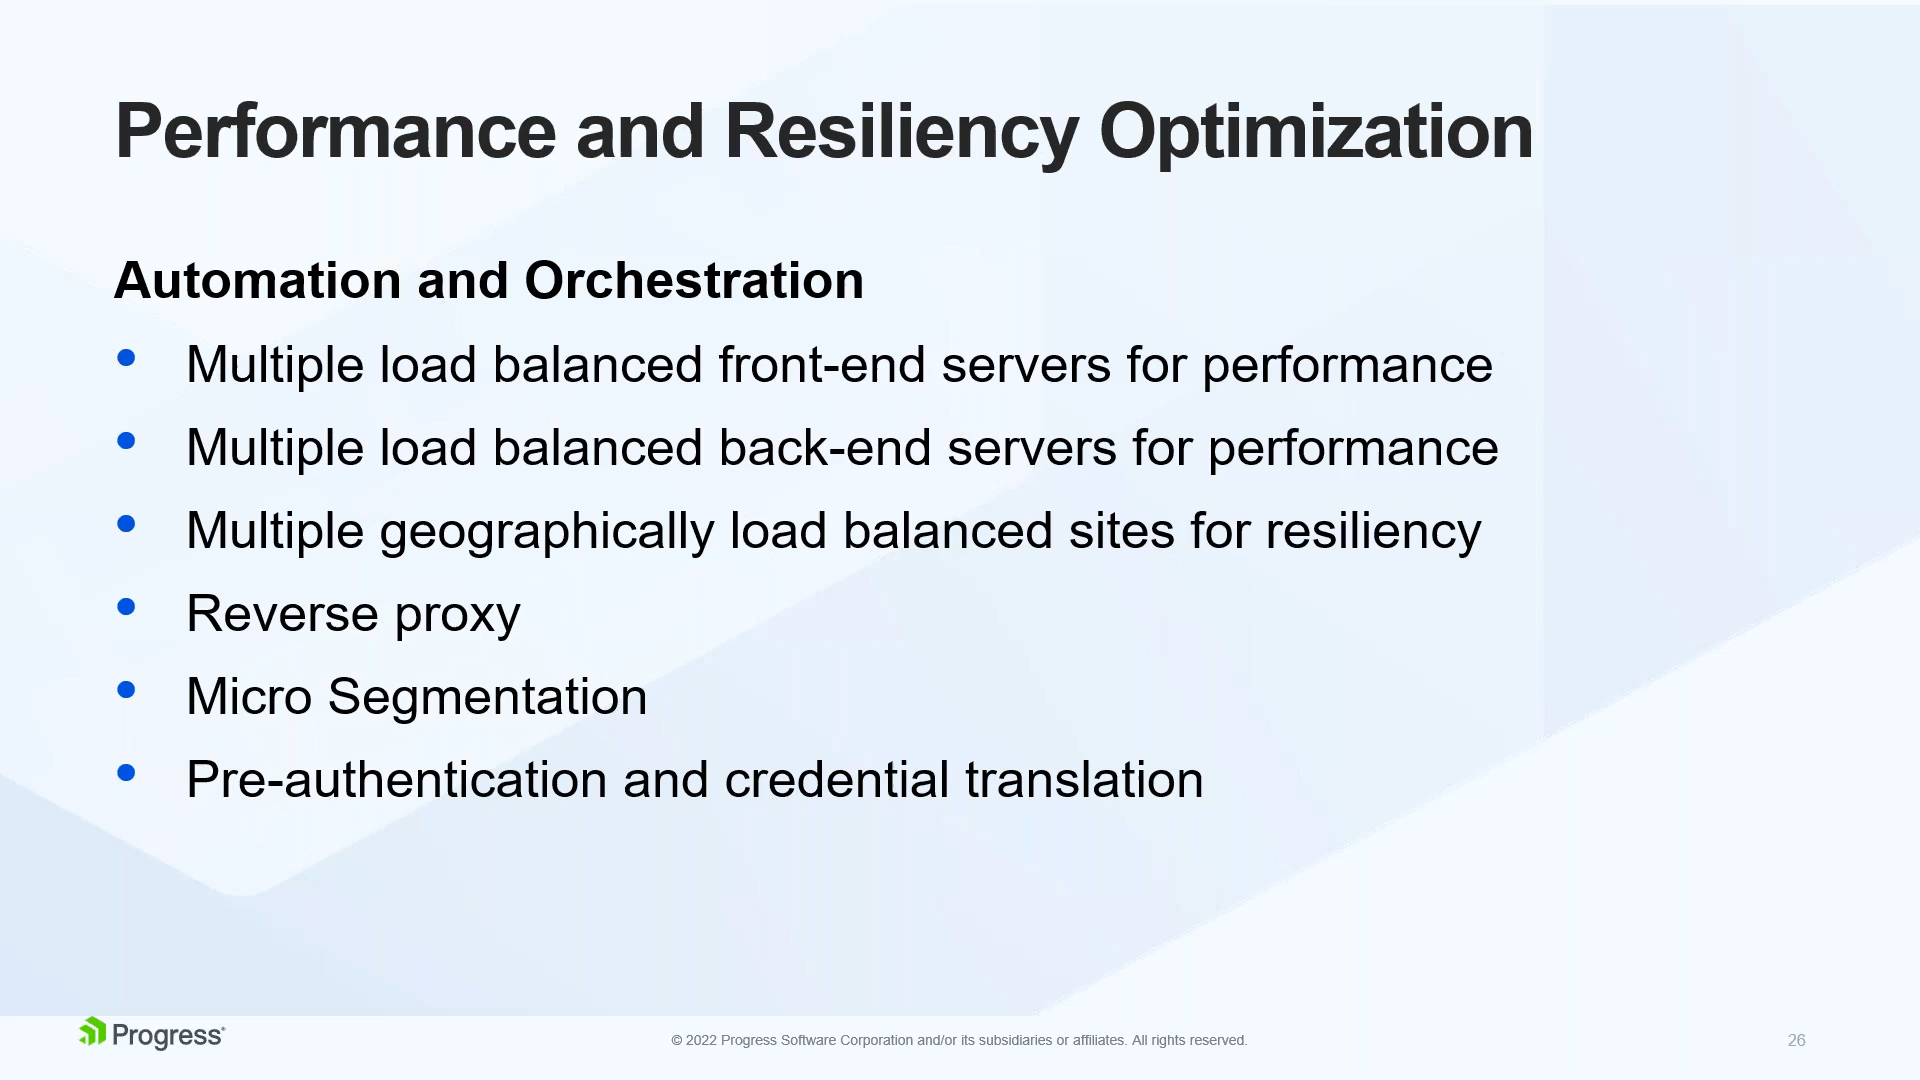 Performance and Resiliency Optimization
Automation and Orchestration
• Multiple load balanced front-end servers for performance
• Multiple load balanced back-end servers for performance
• Multiple geographically load balanced sites for resiliency
• Reverse proxy
• Micro Segmentation
• Pre-authentication and credential translation
Progress
© 2022 Progress Software Corporation and/or its subsidiaries or affiliates. All rights reserved.
26